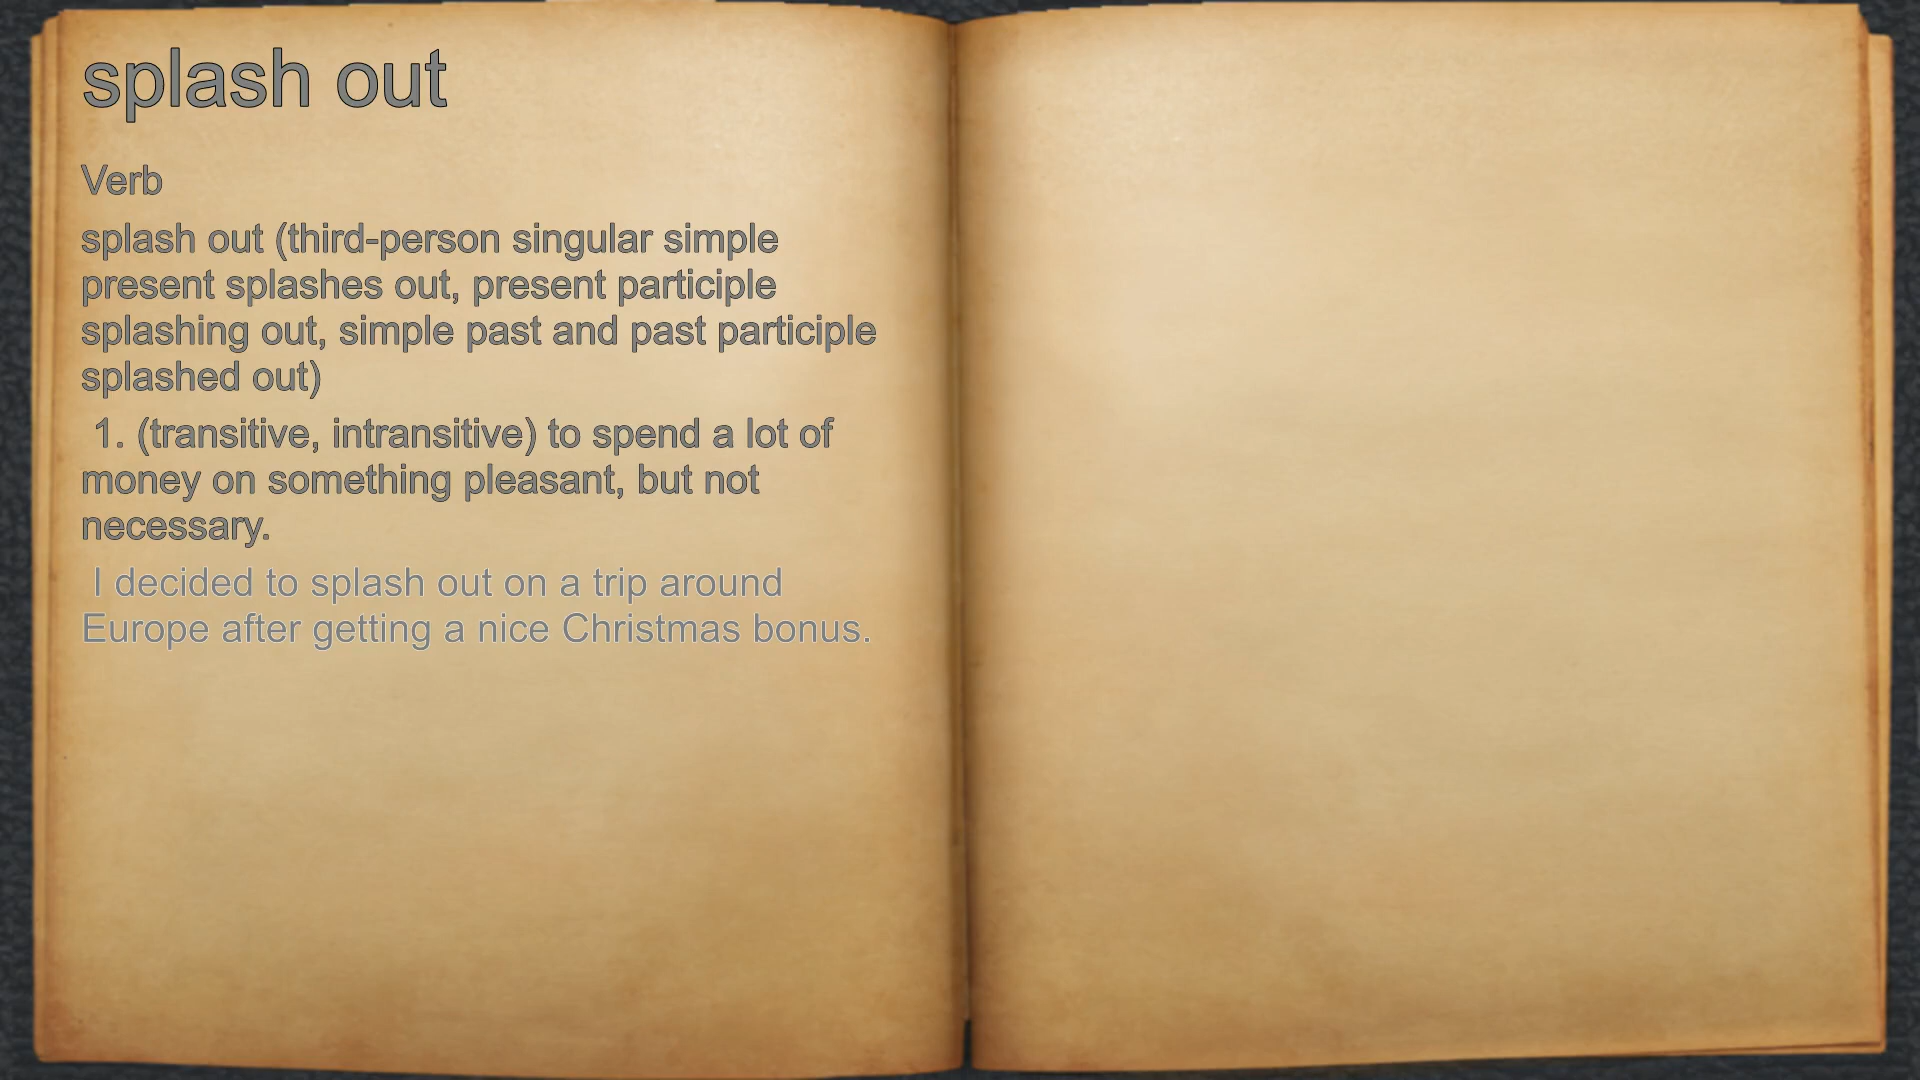 splash out
Verb
splash out (third-person singular simple
present splashes out, present participle
splashing out, simple past and past participle
splashed out)
1. (transitive, intransitive) to spend a lot of
money on something pleasant, but not
necessary.
I decided to splash out on a trip around
Europe after getting a nice Christmas bonus.